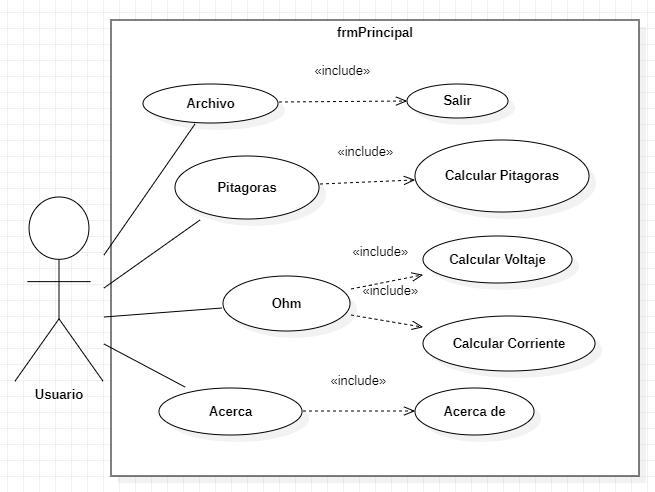 frmPrincipal
«include»
Archivo
Salir
«include»
Pitagoras
Calcular Pitagoras
«include»
Calcular Voltaje
«include»
Ohm
Calcular Corriente
«include»
Usuario
Acerca
Acerca de